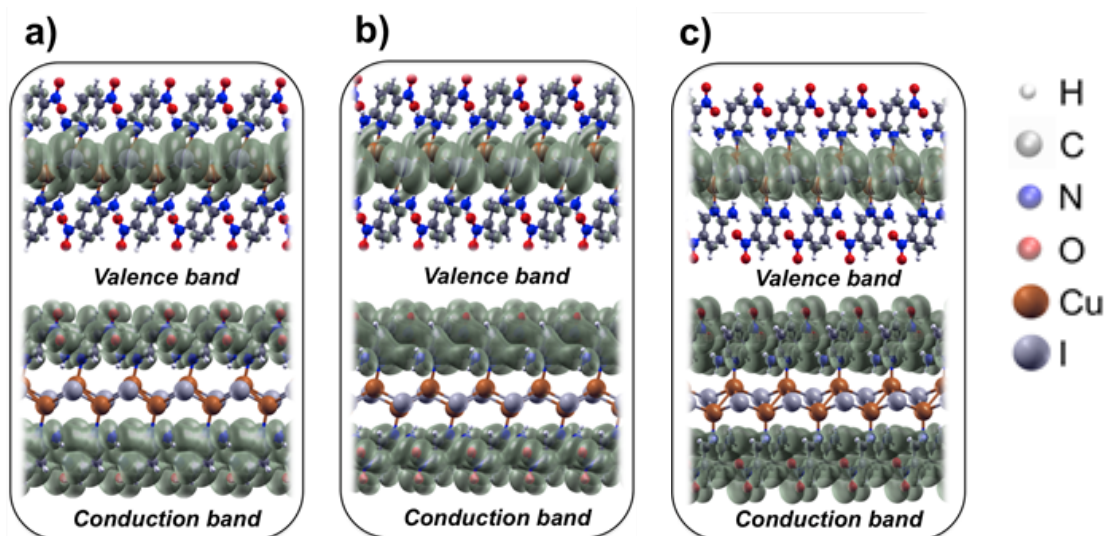 a)
b)
c)
Valence band
Valence band
Valence band
Conduction band
Conduction band
Conduction band
H
C
N
O
Cu
I